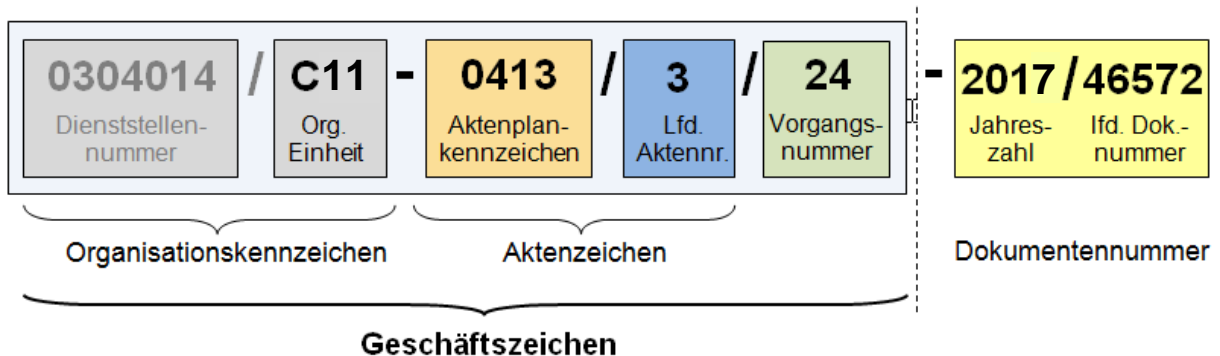 0304014 / C11 - 0413 / 3 / 24 - 2017 / 46572
Dienststellen-
nummer
Org.
Einheit
Aktenplan-
kennzeichen
Lfd.
Aktennr.
Vorgangs-
nummer
Jahres-
zahl
lfd. Dok.-
nummer
Organisationskennzeichen
Aktenzeichen
Dokumentennummer
Geschäftszeichen